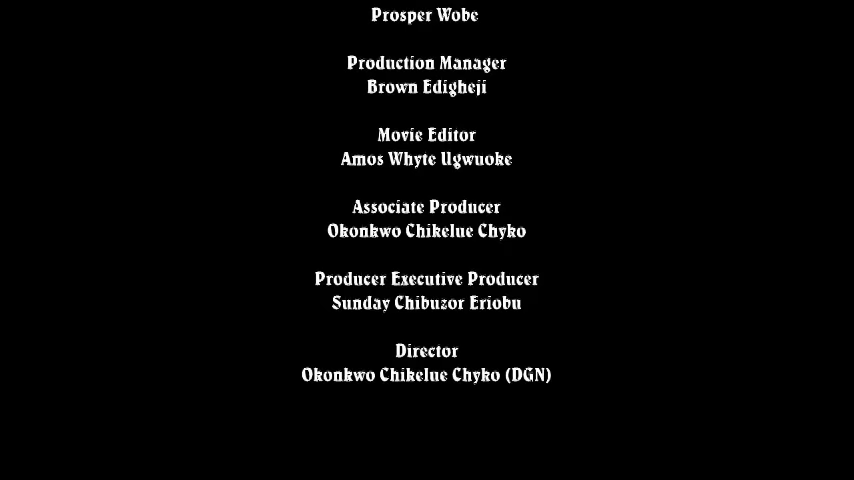 Prosper Wobe
Production Manager
Brown Edigheji
Movie Editor
Amos Whyte Ugwuoke
Associate Producer
Okonkwo Chikelue Chyko
Producer Executive Producer
Sunday Chibuzor Eriobu
Director
Okonkwo Chikelue Chyko (DGN)